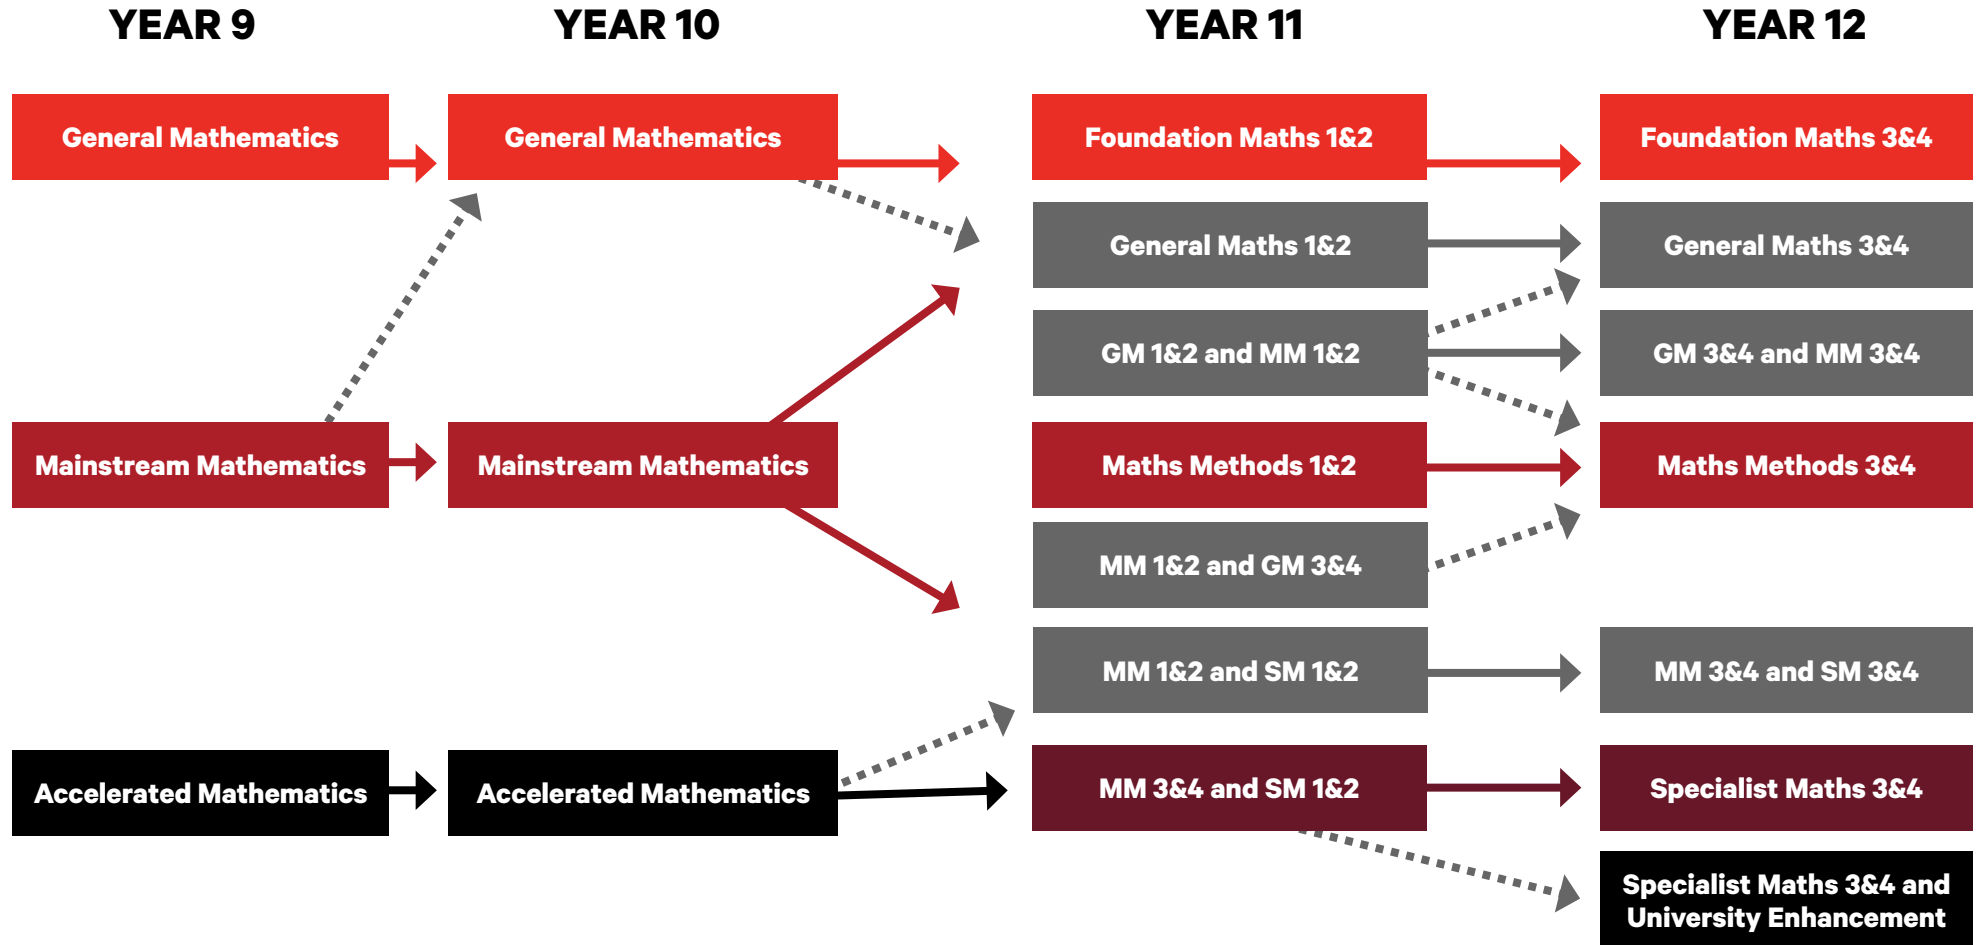 YEAR 9
YEAR 10
YEAR 11
YEAR 12
General Mathematics
General Mathematics
Foundation Maths 1&2
Foundation Maths 3&4
General Maths 1&2
General Maths 3&4
GM 1&2 and MM 1&2
GM 3&4 and MM 3&4
Mainstream Mathematics
Mainstream Mathematics
Maths Methods 1&2
Maths Methods 3&4
MM 1&2 and GM 3&4
MM 1&2 and SM 1&2
MM 3&4 and SM 3&4
Accelerated Mathematics
Accelerated Mathematics
MM 3&4 and SM 1&2
Specialist Maths 3&4
Specialist Maths 3&4 and
University Enhancement